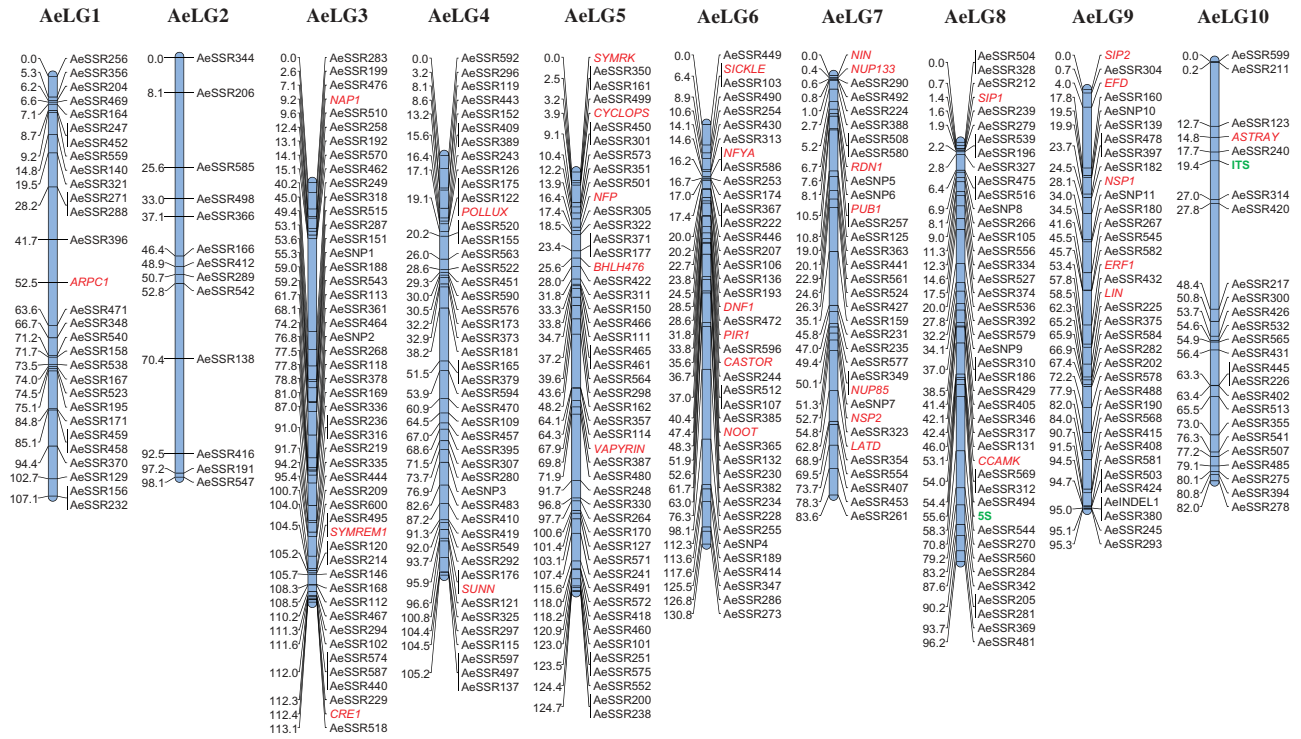 AeLG1
0.0 AeSSR256
5.3 AeSSR356
6.2 AeSSR204
6.6 AeSSR469
7.1 AeSSR164
8.7 AeSSR247
AeSSR452
9.2 AeSSR559
14.8 AeSSR140
19.5 AeSSR321
28.2 AeSSR271
AeSSR288
41.7 AeSSR396
52.5 ARPC1
63.6 AeSSR471
66.7 AeSSR348
71.2 AeSSR540
71.7 AeSSR158
73.5 AeSSR538
74.0 AeSSR167
74.5 AeSSR523
75.1 AeSSR195
84.8 AeSSR171
85.1 AeSSR459
AeSSR458
94.4 AeSSR370
102.7 AeSSR129
107.1 AeSSR156
AeSSR232
AeLG2
0.0 AeSSR344
8.1 AeSSR206
25.6 AeSSR585
33.0 AeSSR498
37.1 AeSSR366
46.4 AeSSR166
48.9 AeSSR412
50.7 AeSSR289
52.8 AeSSR542
70.4 AeSSR138
92.5 AeSSR416
97.2 AeSSR191
98.1 AeSSR547
AeLG3
0.0 AeSSR283
2.6 AeSSR199
7.1 AeSSR476
9.2 NAP1
9.6 AeSSR510
12.4 AeSSR258
13.1 AeSSR192
14.1 AeSSR570
15.1 AeSSR462
40.2 AeSSR249
45.0 AeSSR318
49.4 AeSSR515
53.1 AeSSR287
53.6 AeSSR151
55.3 AeSNP1
59.0 AeSSR188
59.2 AeSSR543
61.7 AeSSR113
68.1 AeSSR361
74.2 AeSSR464
76.8 AeSNP2
77.5 AeSSR268
77.8 AeSSR118
78.8 AeSSR378
81.0 AeSSR169
87.0 AeSSR336
91.0 AeSSR236
AeSSR316
91.7 AeSSR219
94.2 AeSSR335
95.4 AeSSR444
100.7 AeSSR209
104.0 AeSSR600
104.5 AeSSR495
SYMREM1
105.2 AeSSR120
AeSSR214
105.7 AeSSR146
108.3 AeSSR168
108.5 AeSSR112
110.2 AeSSR467
111.3 AeSSR294
111.6 AeSSR102
112.0 AeSSR574
AeSSR587
AeSSR440
112.3 AeSSR229
112.4 CRE1
113.1 AeSSR518
AeLG4
0.0 AeSSR592
3.2 AeSSR296
8.1 AeSSR119
8.6 AeSSR443
13.2 AeSSR152
15.6 AeSSR409
AeSSR389
16.4 AeSSR243
17.1 AeSSR126
AeSSR175
19.1 AeSSR122
POLLUX
20.2 AeSSR520
AeSSR155
26.0 AeSSR563
28.6 AeSSR522
29.3 AeSSR451
30.0 AeSSR590
30.5 AeSSR576
32.2 AeSSR173
32.9 AeSSR373
38.2 AeSSR181
51.5 AeSSR165
AeSSR379
53.9 AeSSR594
60.9 AeSSR470
64.5 AeSSR109
67.0 AeSSR457
68.6 AeSSR395
71.5 AeSSR307
73.7 AeSSR280
76.9 AeSNP3
82.6 AeSSR483
87.2 AeSSR410
91.3 AeSSR419
92.0 AeSSR549
93.7 AeSSR292
95.9 AeSSR176
SUNN
96.6 AeSSR121
100.8 AeSSR325
104.4 AeSSR297
104.5 AeSSR115
105.2 AeSSR597
AeSSR497
AeSSR137
AeLG5
0.0 SYMRK
2.5 AeSSR350
AeSSR161
3.2 AeSSR499
3.9 CYCLOPS
9.1 AeSSR450
AeSSR301
10.4 AeSSR573
12.2 AeSSR351
13.9 AeSSR501
16.4 NFP
17.4 AeSSR305
18.5 AeSSR322
23.4 AeSSR371
AeSSR177
25.6 BHLH476
28.0 AeSSR422
31.8 AeSSR311
33.3 AeSSR150
33.8 AeSSR466
34.7 AeSSR111
37.2 AeSSR465
AeSSR461
39.6 AeSSR564
43.6 AeSSR298
48.2 AeSSR162
64.1 AeSSR357
64.3 AeSSR114
67.9 VAPYRIN
69.8 AeSSR387
71.9 AeSSR480
91.7 AeSSR248
96.8 AeSSR330
97.7 AeSSR264
100.6 AeSSR170
101.4 AeSSR127
103.1 AeSSR571
107.4 AeSSR241
115.6 AeSSR491
118.0 AeSSR572
118.2 AeSSR418
120.9 AeSSR460
123.0 AeSSR101
123.5 AeSSR251
AeSSR575
124.4 AeSSR552
124.7 AeSSR200
AeSSR238
AeLG6
0.0 AeSSR449
6.4 SICKLE
AeSSR103
8.9 AeSSR490
10.6 AeSSR254
14.1 AeSSR430
14.6 AeSSR313
16.2 NFYA
AeSSR586
16.7 AeSSR253
17.0 AeSSR174
17.4 AeSSR367
AeSSR222
20.0 AeSSR446
22.0 AeSSR207
22.7 AeSSR106
23.8 AeSSR136
24.5 AeSSR193
28.5 DNF1
28.6 AeSSR472
31.8 PIR1
33.8 AeSSR596
35.6 CASTOR
36.7 AeSSR244
37.0 AeSSR512
AeSSR107
40.4 AeSSR385
47.4 NOOT
48.3 AeSSR365
51.9 AeSSR132
52.6 AeSSR230
61.7 AeSSR382
63.0 AeSSR234
76.3 AeSSR228
98.1 AeSSR255
112.3 AeSNP4
113.6 AeSSR189
117.6 AeSSR414
125.5 AeSSR347
126.8 AeSSR286
130.8 AeSSR273
AeLG7
0.0 NIN
0.4 NUP133
0.6 AeSSR290
0.8 AeSSR492
1.0 AeSSR224
2.7 AeSSR388
5.2 AeSSR508
AeSSR580
6.7 RDN1
7.6 AeSNP5
8.1 AeSNP6
10.5 PUB1
AeSSR257
10.8 AeSSR125
19.0 AeSSR363
20.1 AeSSR441
22.9 AeSSR561
24.6 AeSSR524
26.3 AeSSR427
35.1 AeSSR159
45.8 AeSSR231
47.0 AeSSR235
49.4 AeSSR577
50.1 AeSSR349
NUP85
51.3 AeSNP7
52.7 NSP2
54.8 AeSSR323
62.8 LATD
68.9 AeSSR354
69.5 AeSSR554
73.7 AeSSR407
78.3 AeSSR453
83.6 AeSSR261
AeLG8
0.0 AeSSR504
AeSSR328
0.7 AeSSR212
1.4 SIP1
1.6 AeSSR239
1.9 AeSSR279
2.2 AeSSR539
AeSSR196
2.8 AeSSR327
6.4 AeSSR475
AeSSR516
6.9 AeSNP8
8.1 AeSSR266
9.0 AeSSR105
11.3 AeSSR556
12.3 AeSSR334
14.6 AeSSR527
17.5 AeSSR374
20.0 AeSSR506
27.8 AeSSR392
32.2 AeSSR579
34.1 AeSNP9
37.0 AeSSR310
AeSSR186
38.5 AeSSR429
41.4 AeSSR405
42.1 AeSSR346
42.4 AeSSR317
46.0 AeSSR131
53.1 CCAMK
54.0 AeSSR569
AeSSR312
54.4 AeSSR494
55.6 5S
58.3 AeSSR544
70.8 AeSSR270
79.2 AeSSR560
83.2 AeSSR284
87.6 AeSSR342
90.2 AeSSR205
AeSSR281
93.7 AeSSR369
96.2 AeSSR481
AeLG9
0.0 SIP2
0.7 AeSSR304
4.0 EFD
17.8 AeSSR160
19.5 AeSNP10
19.9 AeSSR139
23.7 AeSSR478
AeSSR397
24.5 AeSSR182
28.1 NSP1
34.0 AeSNP11
34.5 AeSSR180
41.6 AeSSR267
45.5 AeSSR545
45.7 AeSSR582
53.4 ERF1
57.8 AeSSR432
58.5 LIN
62.3 AeSSR225
65.2 AeSSR375
65.9 AeSSR584
66.9 AeSSR282
67.4 AeSSR202
72.2 AeSSR578
77.9 AeSSR488
82.0 AeSSR190
84.0 AeSSR568
90.7 AeSSR415
91.5 AeSSR408
94.5 AeSSR581
94.7 AeSSR503
AeSSR424
95.0 AeINDEL1
AeSSR380
95.1 AeSSR245
95.3 AeSSR293
AeLG10
0.0 AeSSR599
0.2 AeSSR211
12.7 AeSSR123
14.8 ASTRAY
17.7 AeSSR240
19.4 ITS
27.0 AeSSR314
27.8 AeSSR420
48.4 AeSSR217
50.8 AeSSR300
53.7 AeSSR426
54.6 AeSSR532
54.9 AeSSR565
56.4 AeSSR431
63.3 AeSSR445
AeSSR226
63.4 AeSSR402
65.5 AeSSR513
73.0 AeSSR355
76.3 AeSSR541
77.2 AeSSR507
79.1 AeSSR485
80.1 AeSSR275
80.8 AeSSR394
82.0 AeSSR278